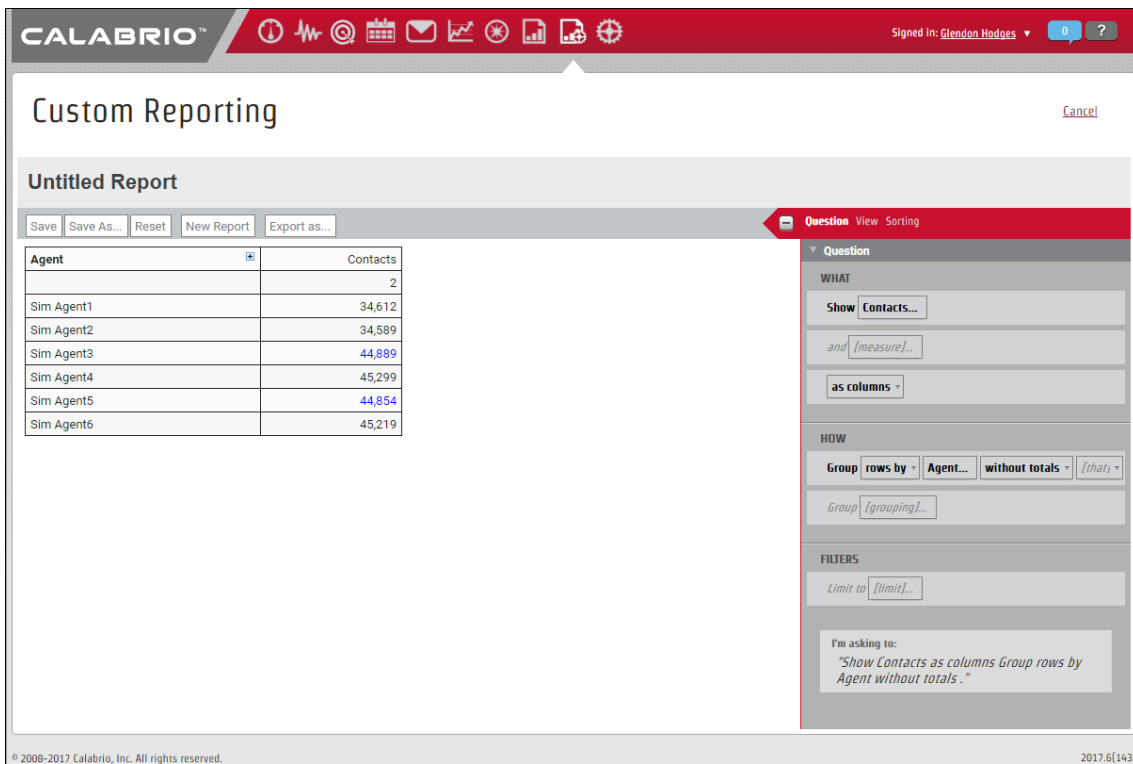 CALABRIO™
Signed in: Glendon Hodges ▼ 0 ?
Custom Reporting
Cancel
Untitled Report
Save Save As... Reset New Report Export as...
Question View Sorting
Agent Contacts
2
Sim Agent1 34,612
Sim Agent2 34,589
Sim Agent3 44,889
Sim Agent4 45,299
Sim Agent5 44,854
Sim Agent6 45,219
Question
WHAT
Show Contacts...
and [measure]...
as columns
HOW
Group rows by Agent... without totals [that]
Group [grouping]...
FILTERS
Limit to [limit]...
I'm asking to:
"Show Contacts as columns Group rows by
Agent without totals ."
© 2008-2017 Calabrio, Inc. All rights reserved.
2017.6(143